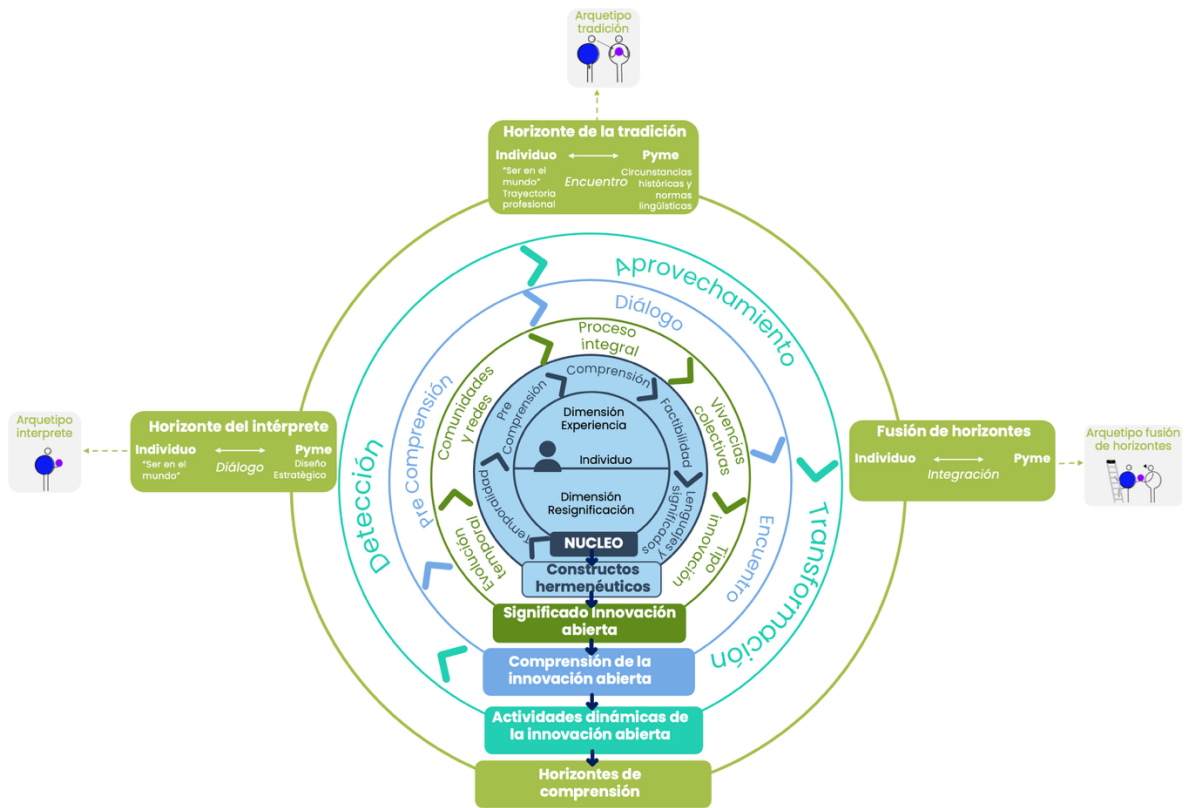 Arquetipo
tradición
Horizonte de la tradición
Individuo
Pyme
"Ser en el
mundo"
Trayectoria
profesional
Encuentro
Circunstancias
históricas y
normas
lingüísticas
Aprovechamiento
Diálogo
Proceso
integral
Comprensión
Pre
Comprensión
Factibilidad
Vivencias
colectivas
Comunidades
y redes
Pre Comprensión
Detección
Dimensión
Experiencia
Individuo
Dimensión
Resignificación
Arquetipo
interprete
Horizonte del intérprete
Individuo
Pyme
"Ser en el
mundo"
Diálogo
Diseño
Estratègico
Fusión de horizontes
Individuo
Pyme
Integración
Arquetipo fusión
de horizontes
Temporalidad
Lenguajes y
significados
Evolución
temporal
Tipo
innovación
Encuentro
Transformación
NUCLEO
Constructos
hermenéuticos
Significado Innovación
abierta
Comprensión de la
innovación abierta
Actividades dinámicas de
la innovación abierta
Horizontes de
comprensión